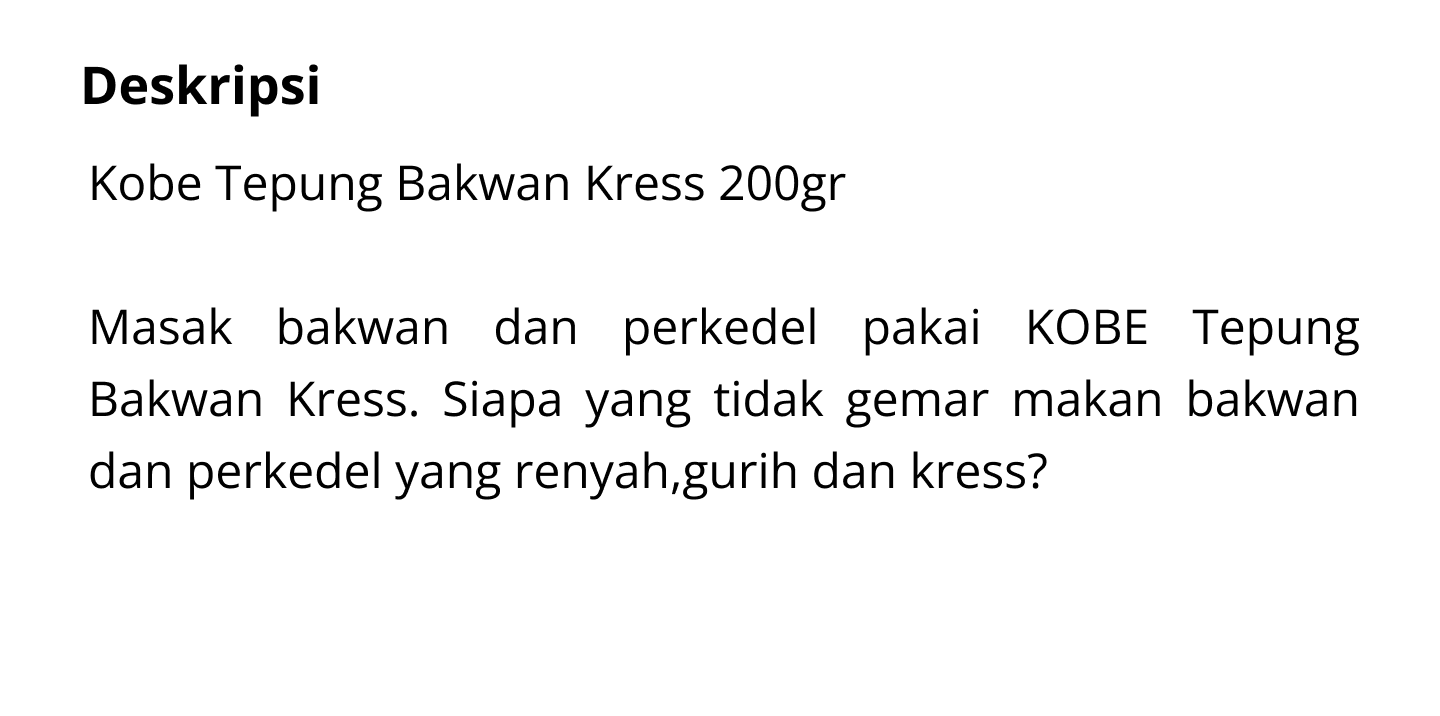 Deskripsi
Kobe Tepung Bakwan Kress 200gr
Masak bakwan dan perkedel pakai KOBE Tepung
Bakwan Kress. Siapa yang tidak gemar makan bakwan
dan perkedel yang renyah,gurih dan kress?